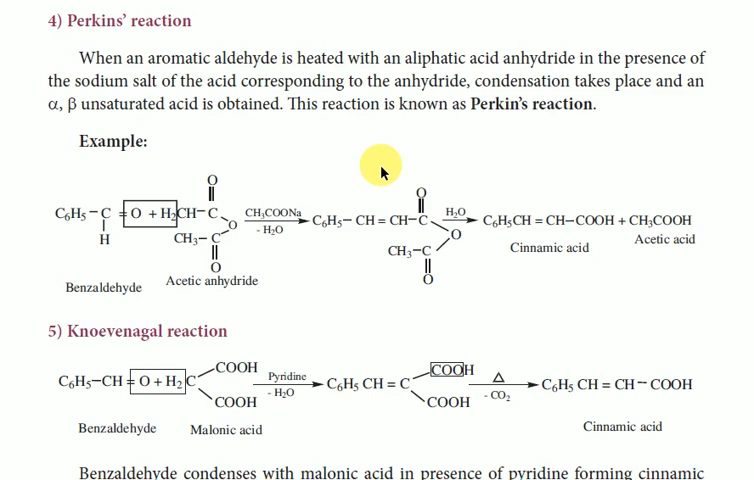 4) Perkins’ reaction
When an aromatic aldehyde is heated with an aliphatic acid anhydride in the presence of
the sodium salt of the acid corresponding to the anhydride, condensation takes place and an
α, β unsaturated acid is obtained. This reaction is known as Perkin’s reaction.
Example:
O
O
C₆H₅ – C = O + H₂CH– C
CH₃COONa
C₆H₅– CH = CH– C
H₂O
C₆H₅CH = CH–COOH + CH₃COOH
O
- H₂O
O
H
CH₃– C
Cinnamic acid
Acetic acid
CH₃–C
O
O
Benzaldehyde
Acetic anhydride
5) Knoevenagal reaction
COOH
COOH
C₆H₅–CH = O + H₂ C
Pyridine
C₆H₅ CH = C
Δ
C₆H₅ CH = CH – COOH
- H₂O
- CO₂
COOH
COOH
Benzaldehyde
Malonic acid
Cinnamic acid
Benzaldehyde condenses with malonic acid in presence of pyridine forming cinnamic